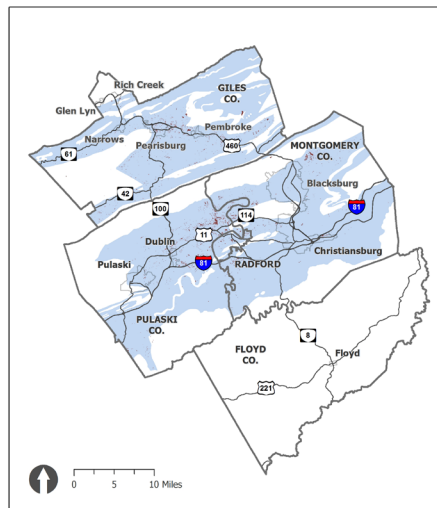 Rich Creek
GILES
CO.
Glen Lyn
Narrows
Pembroke
Pearisburg
460
61
MONTGOMERY
CO.
Blacksburg
42
100
81
114
11
Dublin
Christiansburg
Pulaski
81
RADFORD
PULASKI
CO.
8
FLOYD
CO.
Floyd
221
0 5 10 Miles